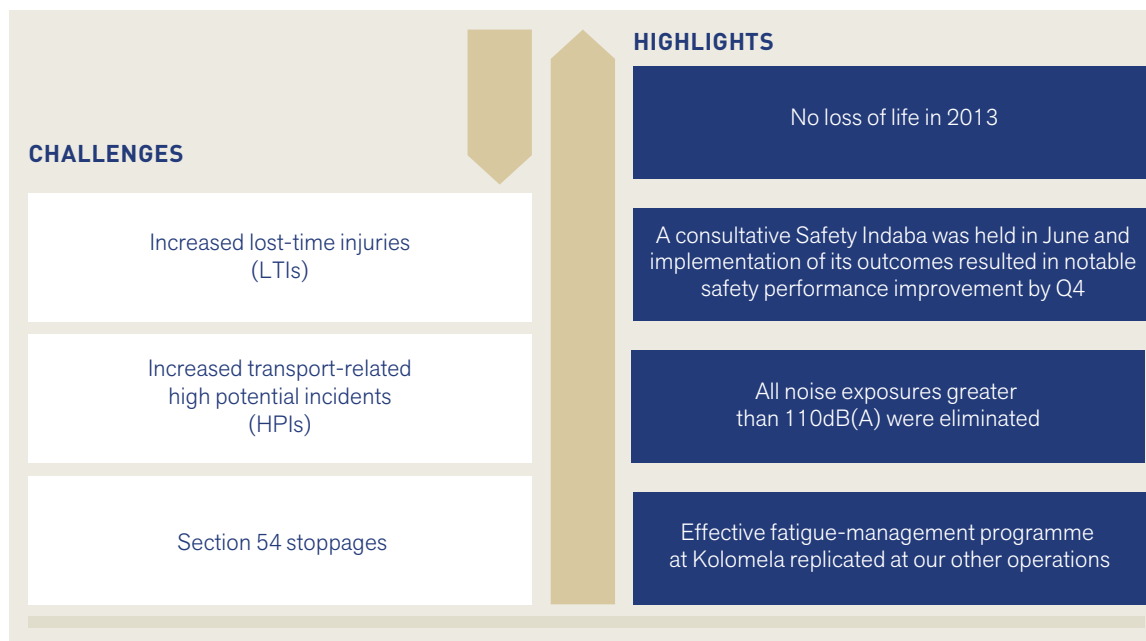 CHALLENGES
Increased lost-time injuries
(LTIs)
Increased transport-related
high potential incidents
(HPIs)
Section 54 stoppages
HIGHLIGHTS
No loss of life in 2013
A consultative Safety Indaba was held in June and
implementation of its outcomes resulted in notable
safety performance improvement by Q4
All noise exposures greater
than 110dB(A) were eliminated
Effective fatigue-management programme
at Kolomela replicated at our other operations